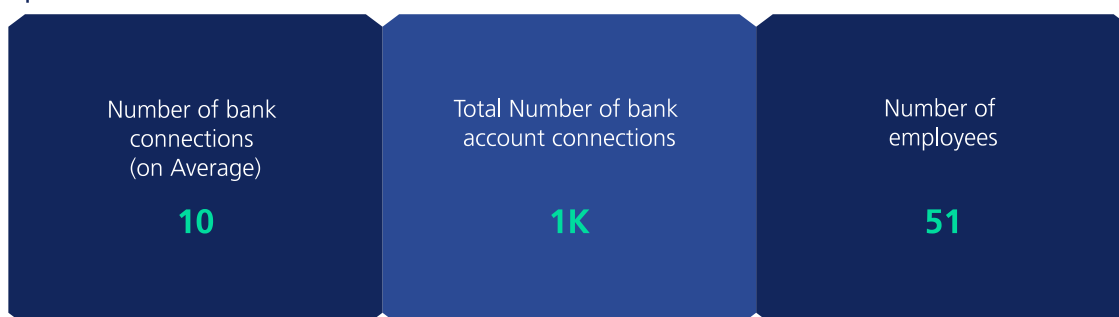 Number of bank
connections
(on Average)
10
Total Number of bank
account connections
1K
Number of
employees
51